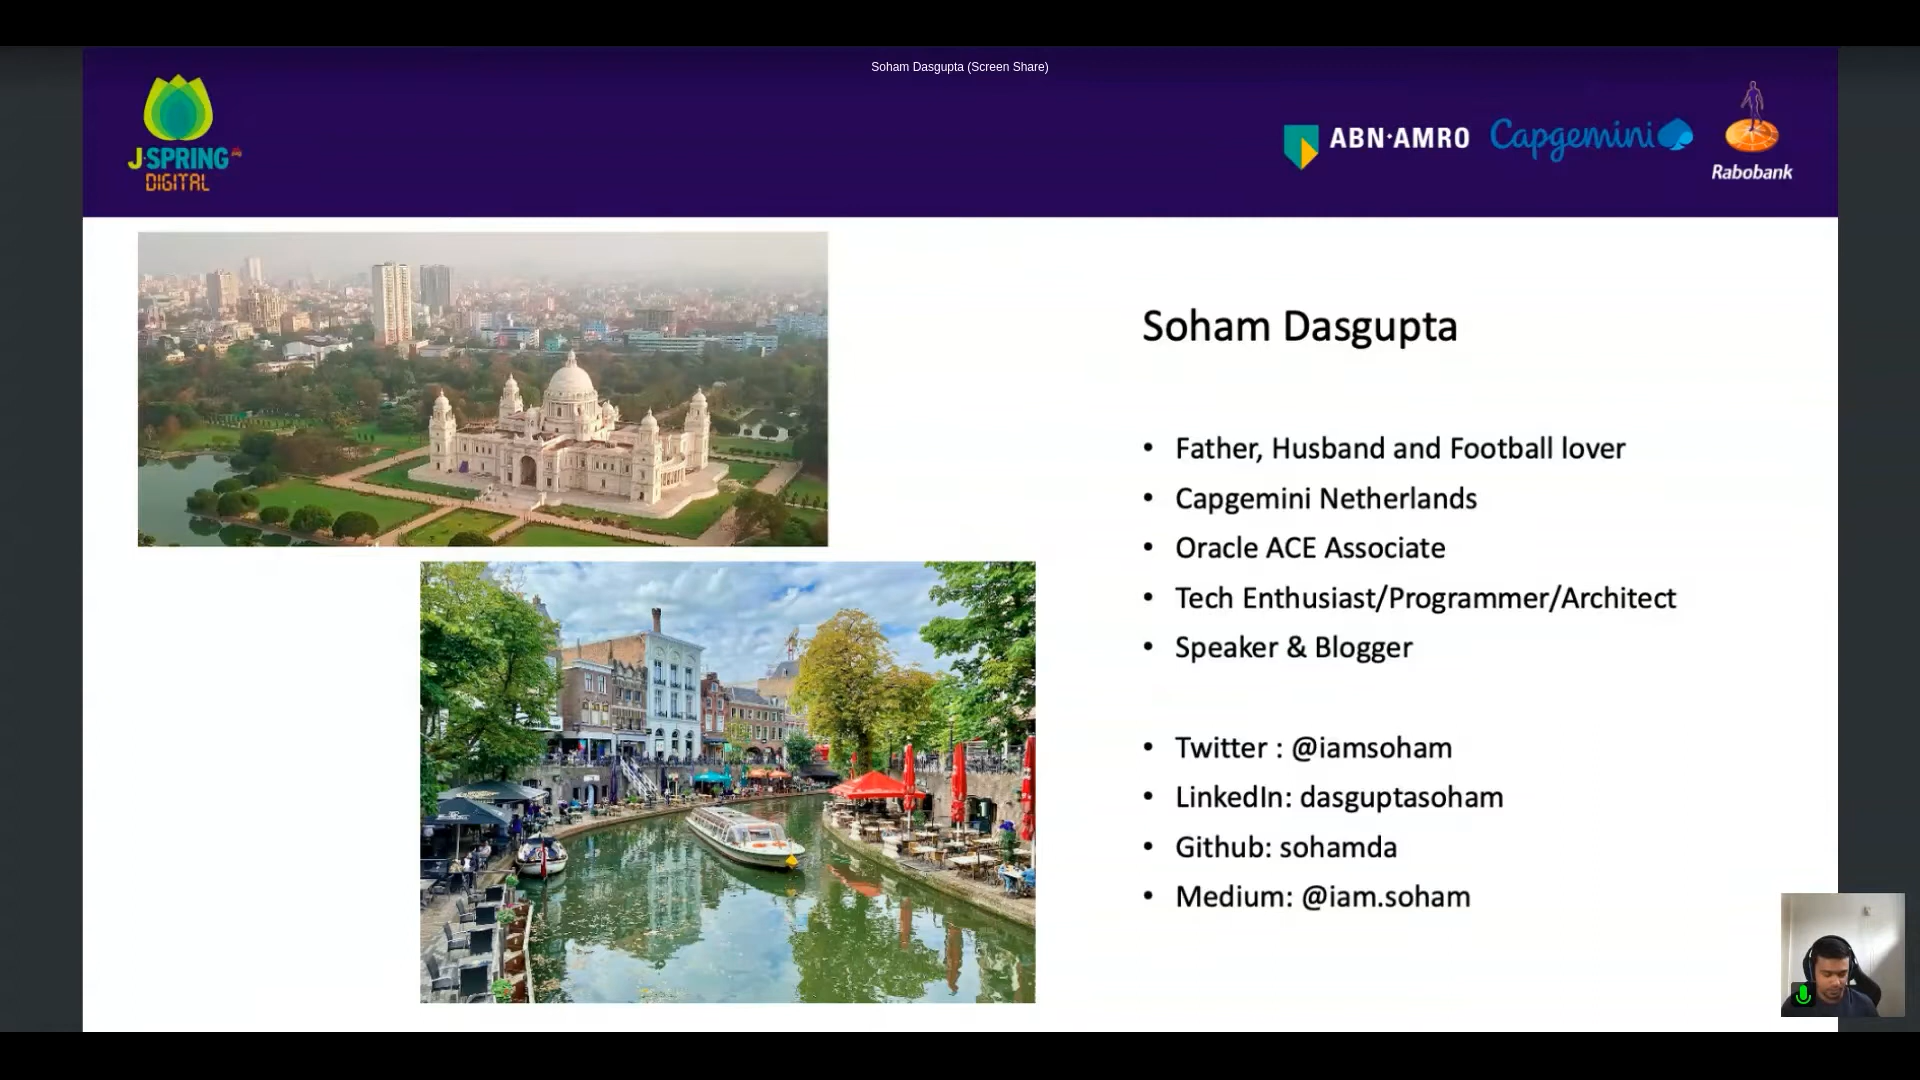 Soham Dasgupta (Screen Share)
J-SPRING
DIGITAL
ABN·AMRO
Capgemini
Rabobank
Soham Dasgupta
• Father, Husband and Football lover
• Capgemini Netherlands
• Oracle ACE Associate
• Tech Enthusiast/Programmer/Architect
• Speaker & Blogger
• Twitter : @iamsoham
• LinkedIn: dasguptasoham
• Github: sohamda
• Medium: @iam.soham